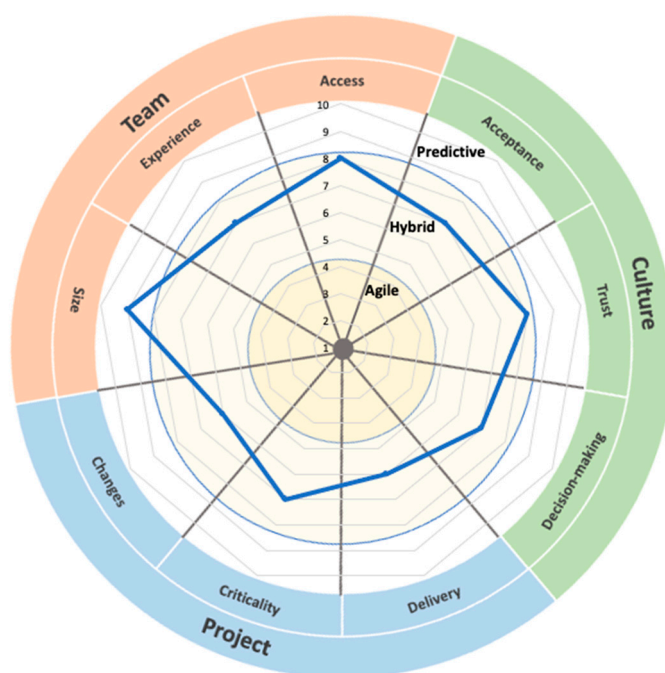 Team
Culture
Project
Access
Acceptance
Trust
Decision-making
Delivery
Criticality
Changes
Size
Experience
10
9
8
7
6
5
4
3
2
1
Predictive
Hybrid
Agile